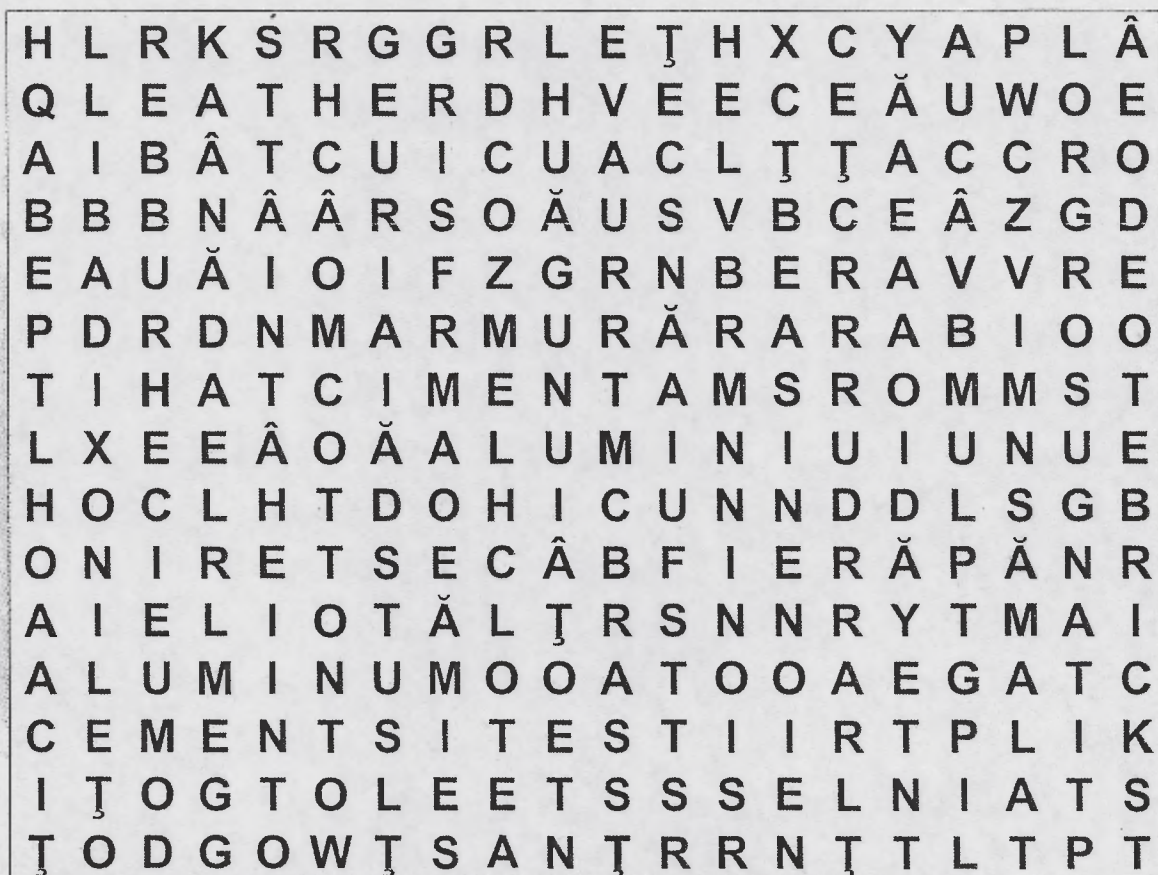 H L R K S R G G R L E Ţ H X C Y A P L Â
Q L E A T H E R D H V E E C E Ă U W O E
A I B Â T C U I C U A C L Ţ Ţ A C C R O
B B B N Â Â R S O Ă U S V B C E Â Z G D
E A U Ă I O I F Z G R N B E R A V V R E
P D R D N M A R M U R Ă R A R A B I O O
T I H A T C I M E N T A M S R O M M S T
L X E E Â O Ă A L U M I N I U I U N U E
H O C L H T D O H I C U N N D D L S G B
O N I R E T S E C Â B F I E R Ă P Ă N R
A I E L I O T Ă L Ţ R S N N R Y T M A I
A L U M I N U M O O A T O O A E G A T C
C E M E N T S I T E S T I I R T P L I K
I Ţ O G T O L E E T S S S E L N I A T S
Ţ O D G O W Ţ S A N Ţ R R N Ţ T L T P T